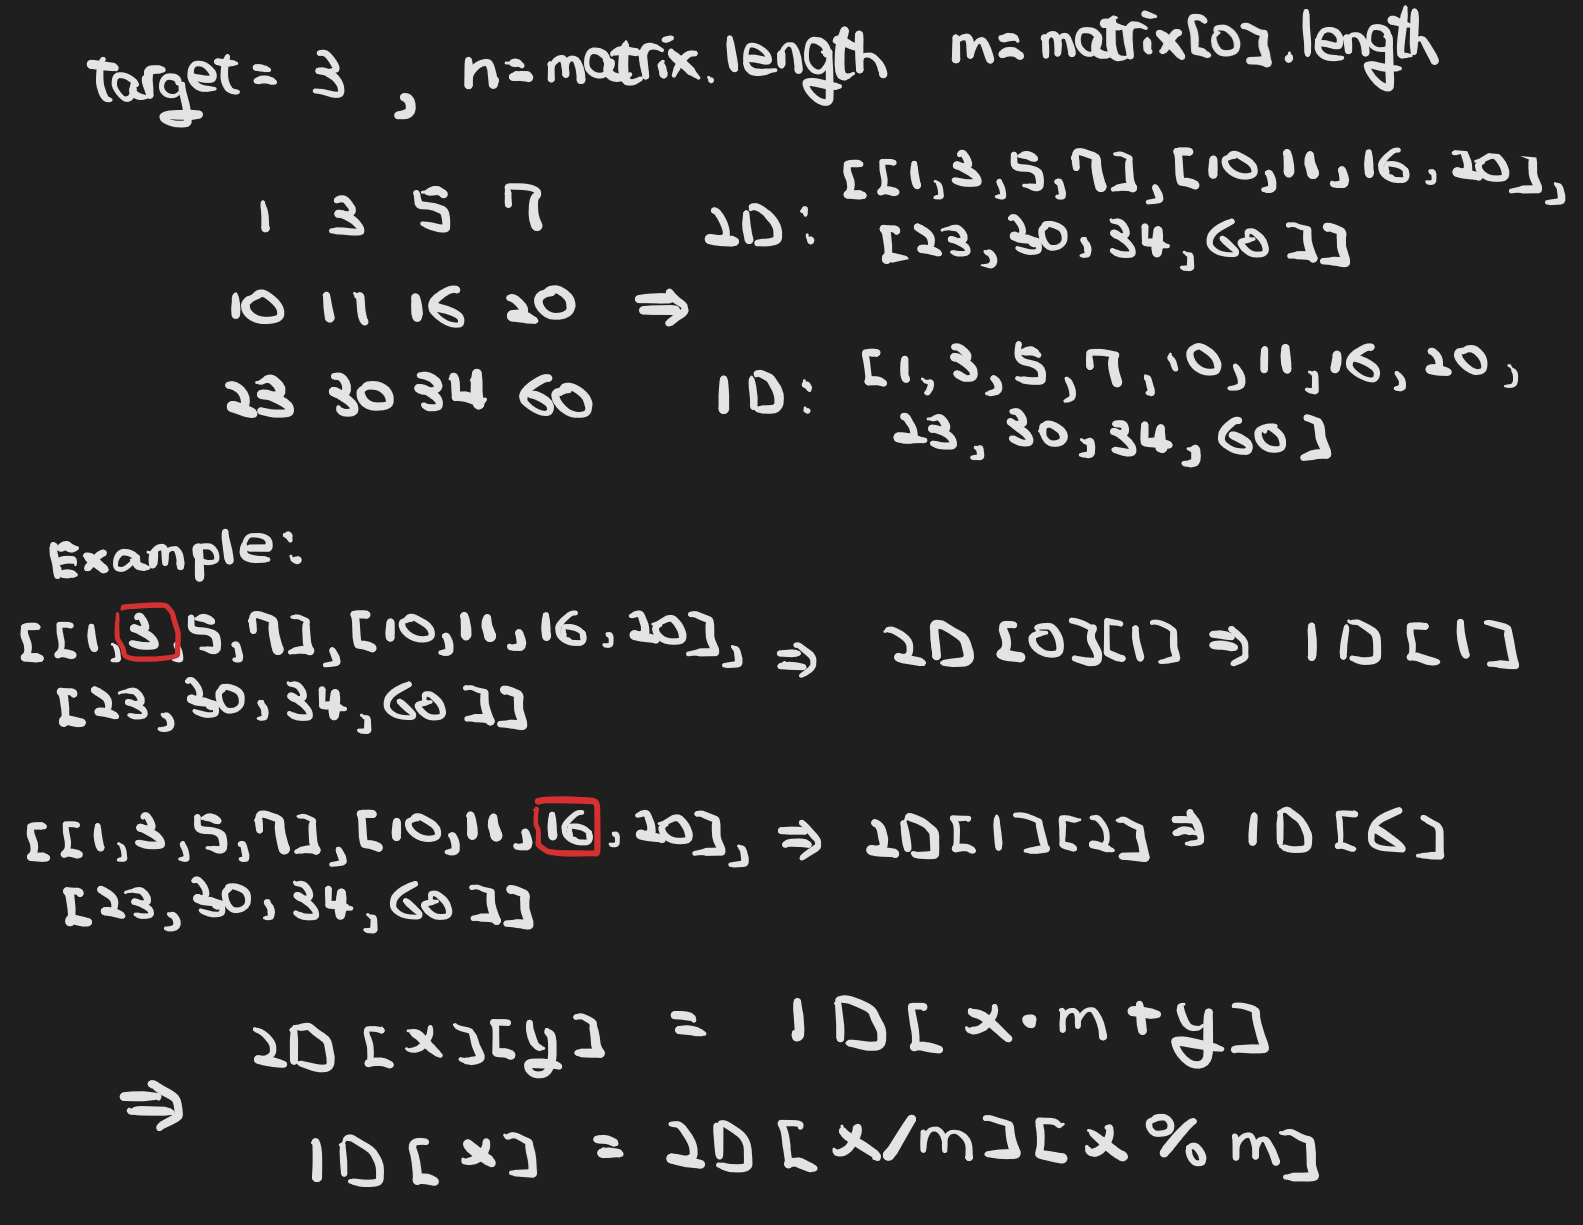 target = 3 , n = matrix.length m = matrix[0].length
1 3 5 7
10 11 16 20 ⇒
23 30 34 60
2D: [[1,3,5,7],[10,11,16,20],
[23,30,34,60]]
1D: [1,3,5,7,10,11,16,20,
23,30,34,60]
Example:
[[1,3,5,7],[10,11,16,20], ⇒ 2D[0][1] ⇒ 1D[1]
[23,30,34,60]]
[[1,3,5,7],[10,11,16,20], ⇒ 2D[1][2] ⇒ 1D[6]
[23,30,34,60]]
2D[x][y] = 1D[x·m+y]
⇒
1D[x] = 2D[x/m][x%m]